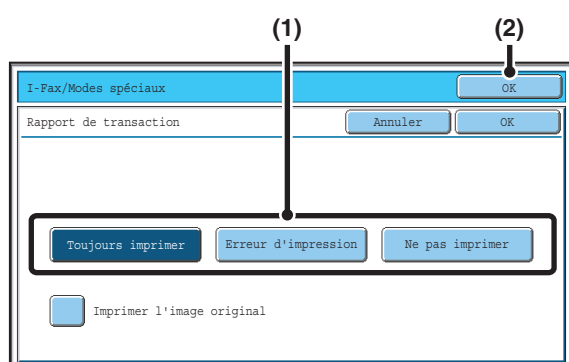 (1) (2)
I-Fax/Modes spéciaux OK
Rapport de transaction Annuler OK
Toujours imprimer Erreur d'impression Ne pas imprimer
Imprimer l'image original